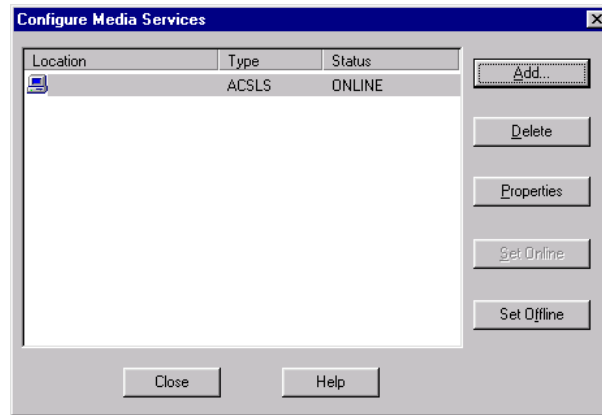 Configure Media Services
Location Type Status
ACSLS ONLINE
Add...
Delete
Properties
Set Online
Set Offline
Close Help